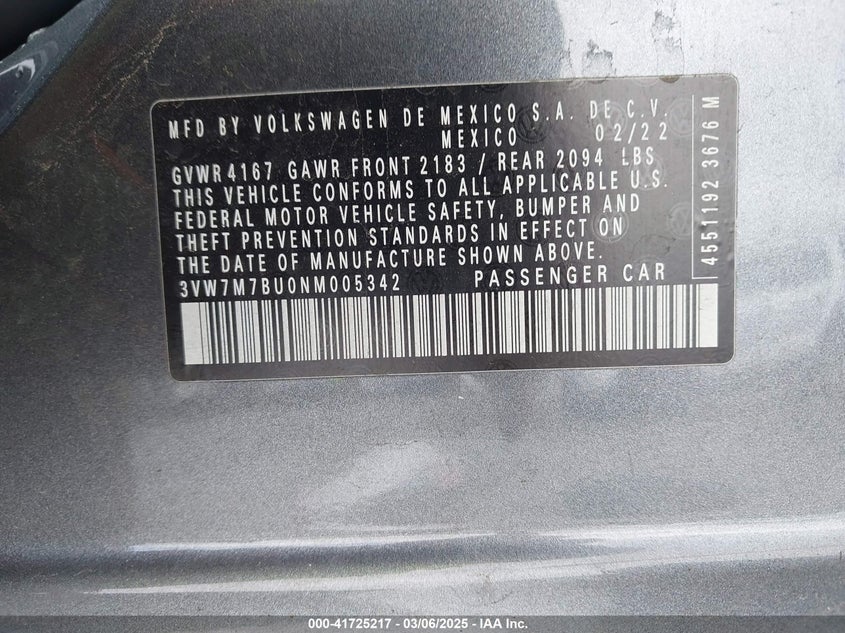 MFD BY VOLKSWAGEN DE MEXICO S.A. DE C.V.
MEXICO 02/22
GVWR 4167 GAWR FRONT 2183 / REAR 2094 LBS
THIS VEHICLE CONFORMS TO ALL APPLICABLE U.S.
FEDERAL MOTOR VEHICLE SAFETY, BUMPER AND
THEFT PREVENTION STANDARDS IN EFFECT ON
THE DATE OF MANUFACTURE SHOWN ABOVE.
3VW7M7BU0NM005342 PASSENGER CAR
4551192 3676 M
000-41725217 - 03/06/2025 - IAA Inc.